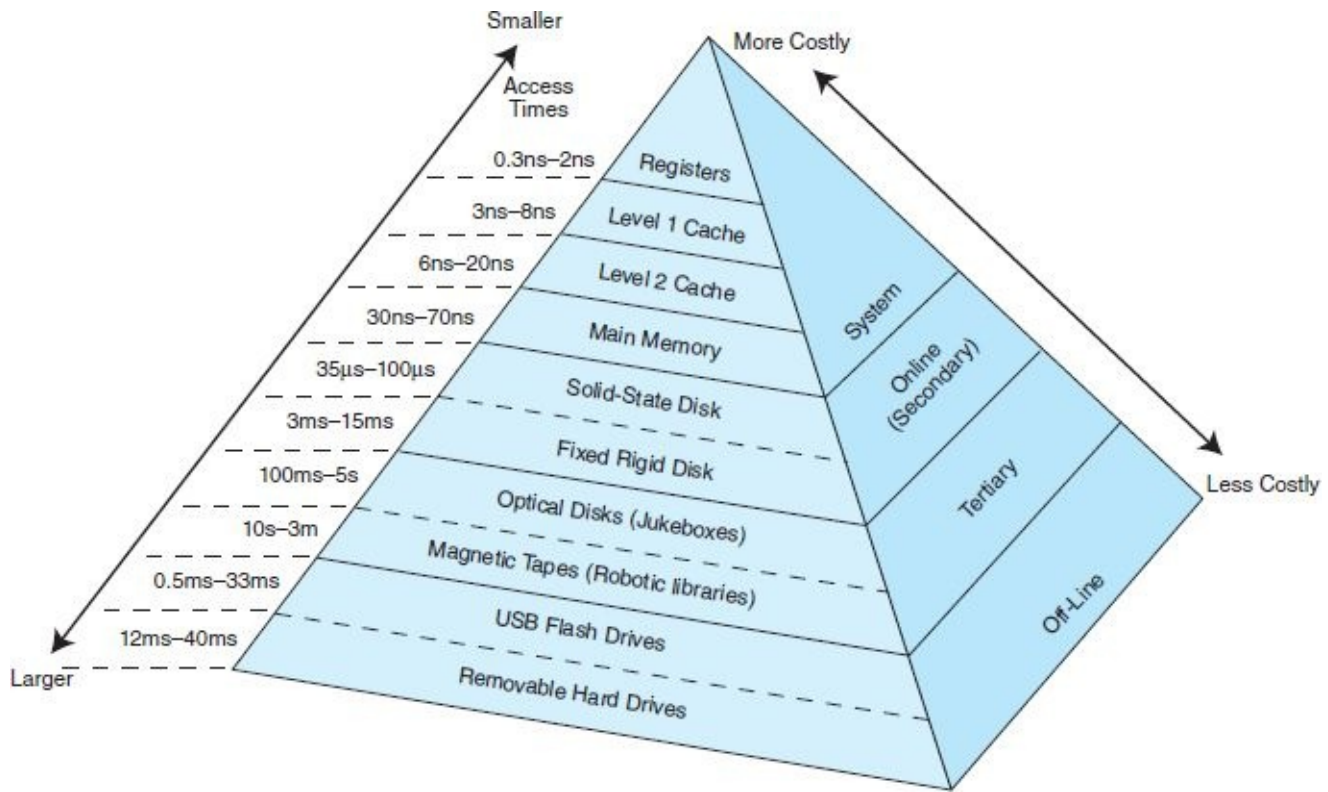 Smaller
More Costly
Access
Times
0.3ns–2ns
Registers
3ns–8ns
Level 1 Cache
6ns–20ns
Level 2 Cache
System
30ns–70ns
Main Memory
Online
(Secondary)
35µs–100µs
Solid-State Disk
3ms–15ms
Fixed Rigid Disk
100ms–5s
Optical Disks (Jukeboxes)
Tertiary
Less Costly
10s–3m
Magnetic Tapes (Robotic libraries)
0.5ms–33ms
USB Flash Drives
Off-Line
12ms–40ms
Removable Hard Drives
Larger